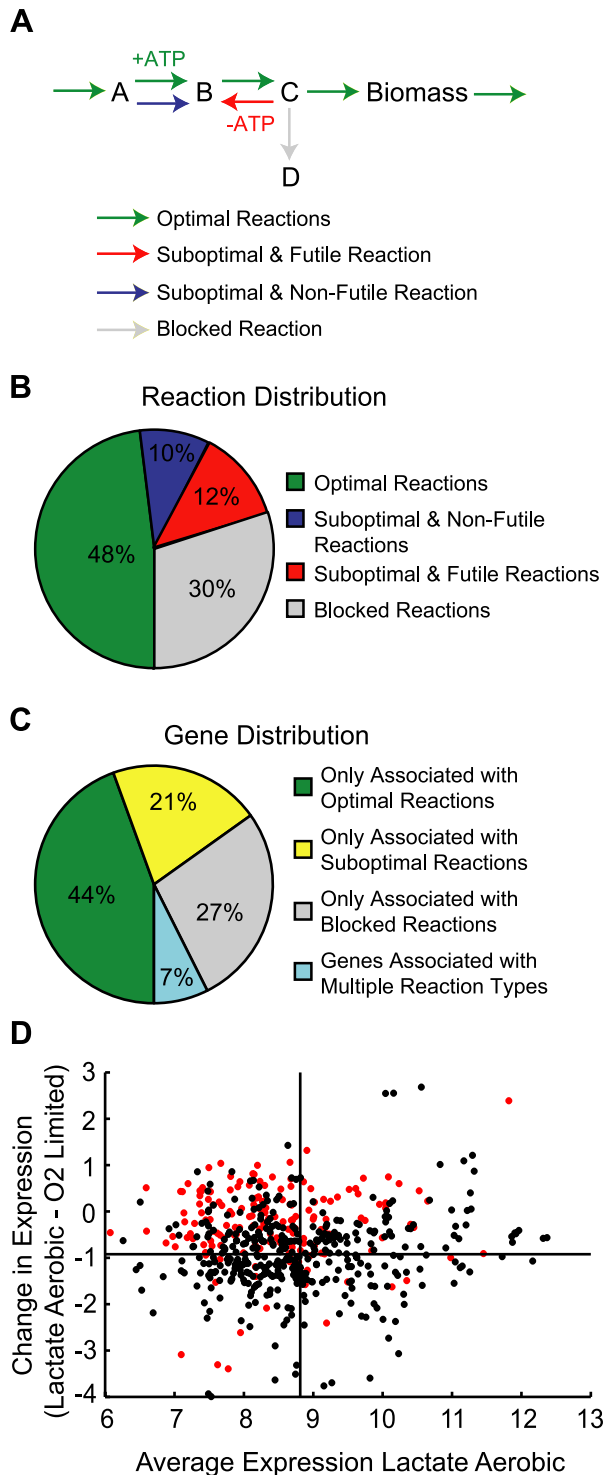 A
+ATP
A
B
C
Biomass
-ATP
D
Optimal Reactions
Suboptimal & Futile Reaction
Suboptimal & Non-Futile Reaction
Blocked Reaction
B
Reaction Distribution
10%
12%
48%
30%
Optimal Reactions
Suboptimal & Non-Futile
Reactions
Suboptimal & Futile Reactions
Blocked Reactions
C
Gene Distribution
21%
44%
27%
7%
Only Associated with
Optimal Reactions
Only Associated with
Suboptimal Reactions
Only Associated with
Blocked Reactions
Genes Associated with
Multiple Reaction Types
D
Change in Expression
(Lactate Aerobic - O2 Limited)
3
2
1
0
-1
-2
-3
-4
6 7 8 9 10 11 12 13
Average Expression Lactate Aerobic